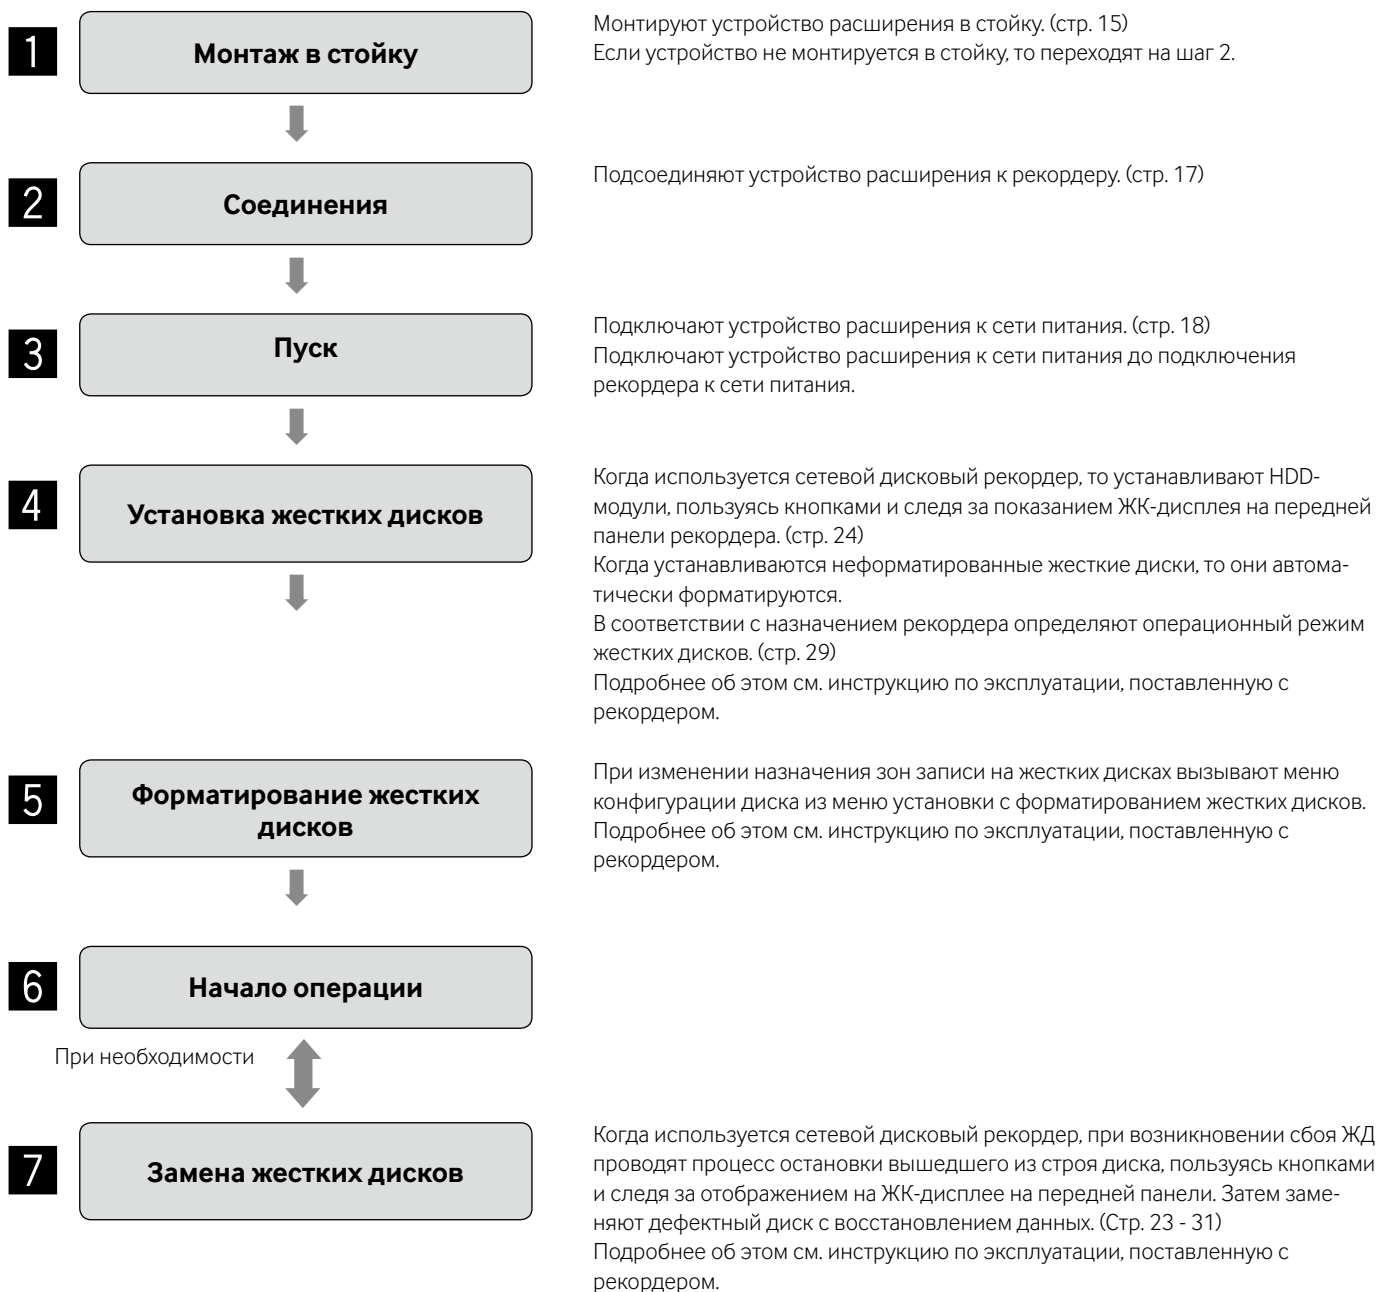 1
Монтаж в стойку
Монтируют устройство расширения в стойку. (стр. 15)
Если устройство не монтируется в стойку, то переходят на шаг 2.
2
Соединения
Подсоединяют устройство расширения к рекордеру. (стр. 17)
3
Пуск
Подключают устройство расширения к сети питания. (стр. 18)
Подключают устройство расширения к сети питания до подключения
рекордера к сети питания.
4
Установка жестких дисков
Когда используется сетевой дисковый рекордер, то устанавливают HDD-
модули, пользуясь кнопками и следя за показанием ЖК-дисплея на передней
панели рекордера. (стр. 24)
Когда устанавливаются неформатированные жесткие диски, то они автома-
тически форматируются.
В соответствии с назначением рекордера определяют операционный режим
жестких дисков. (стр. 29)
Подробнее об этом см. инструкцию по эксплуатации, поставленную с
рекордером.
5
Форматирование жестких
дисков
При изменении назначения зон записи на жестких дисках вызывают меню
конфигурации диска из меню установки с форматированием жестких дисков.
Подробнее об этом см. инструкцию по эксплуатации, поставленную с
рекордером.
6
Начало операции
При необходимости
7
Замена жестких дисков
Когда используется сетевой дисковый рекордер, при возникновении сбоя ЖД
проводят процесс остановки вышедшего из строя диска, пользуясь кнопками
и следя за отображением на ЖК-дисплее на передней панели. Затем заме-
няют дефектный диск с восстановлением данных. (Стр. 23 - 31)
Подробнее об этом см. инструкцию по эксплуатации, поставленную с
рекордером.